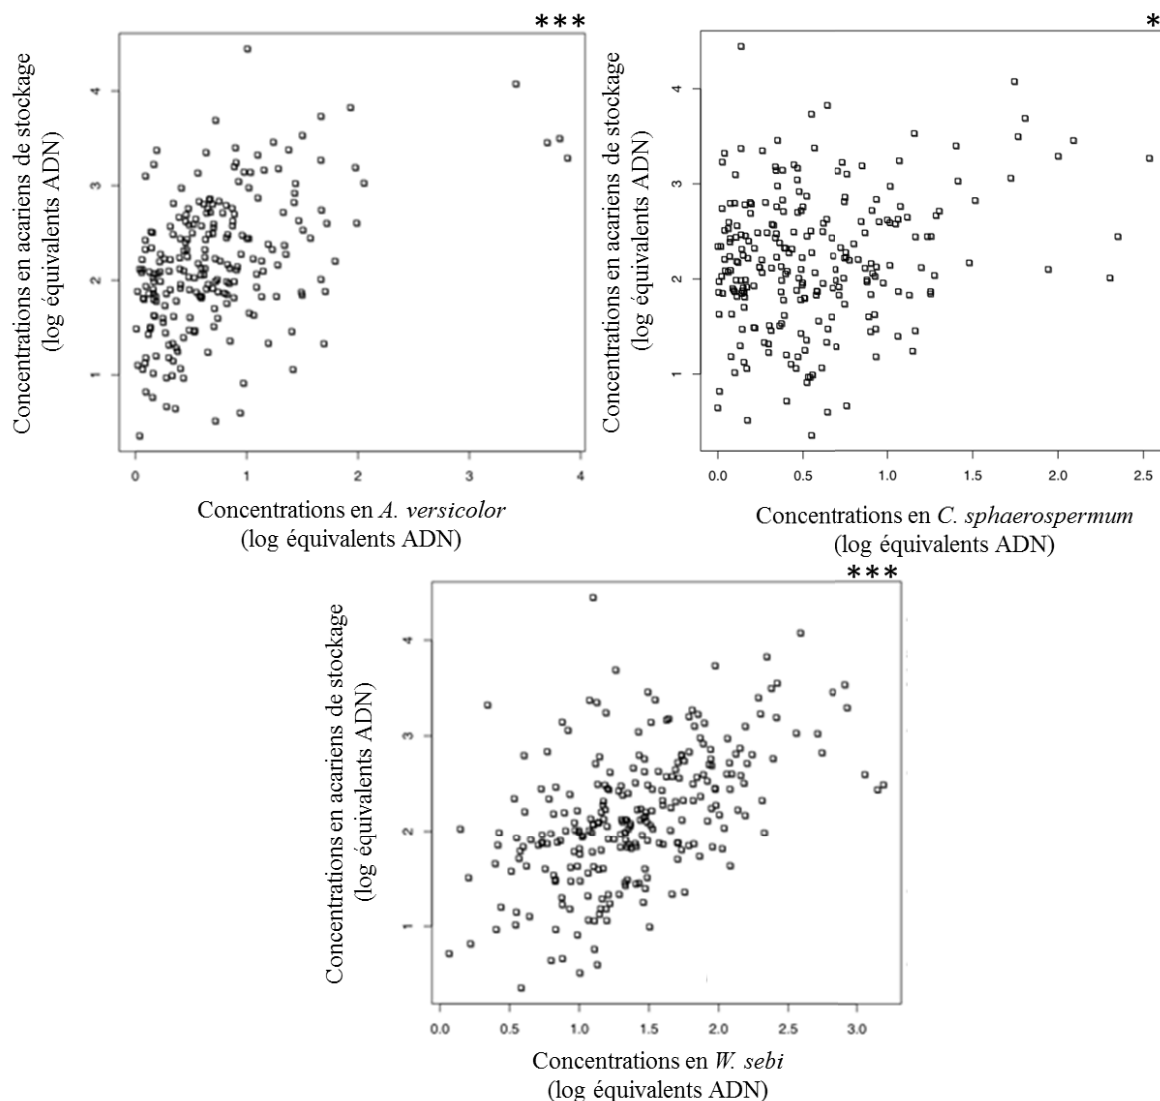 ***
Concentrations en acariens de stockage
(log équivalents ADN)
4
3
2
1
0 1 2 3 4
Concentrations en A. versicolor
(log équivalents ADN)
*
Concentrations en acariens de stockage
(log équivalents ADN)
4
3
2
1
0.0 0.5 1.0 1.5 2.0 2.5
Concentrations en C. sphaerospermum
(log équivalents ADN)
***
Concentrations en acariens de stockage
(log équivalents ADN)
4
3
2
1
0.0 0.5 1.0 1.5 2.0 2.5 3.0
Concentrations en W. sebi
(log équivalents ADN)